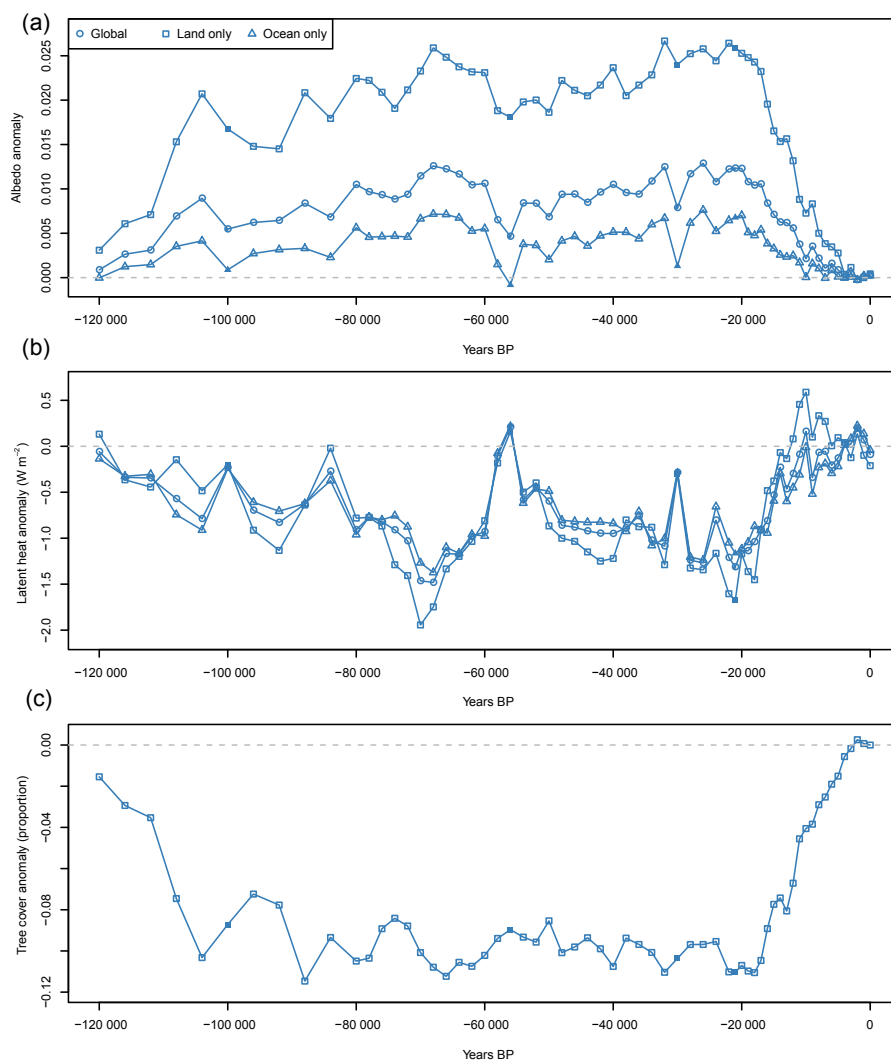 (a)
Global Land only Ocean only
Albedo anomaly
0.000 0.005 0.010 0.015 0.020 0.025
−120 000 −100 000 −80 000 −60 000 −40 000 −20 000 0
Years BP
(b)
Latent heat anomaly (W m⁻²)
−2.0 −1.5 −1.0 −0.5 0.0 0.5
−120 000 −100 000 −80 000 −60 000 −40 000 −20 000 0
Years BP
(c)
Tree cover anomaly (proportion)
−0.12 −0.08 −0.04 0.00
−120 000 −100 000 −80 000 −60 000 −40 000 −20 000 0
Years BP